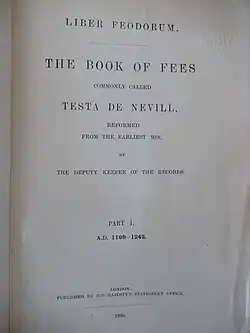 LIBER FEODORUM.
THE BOOK OF FEES
COMMONLY CALLED
TESTA DE NEVILL.
REFORMED
FROM THE EARLIEST MSS.
BY
THE DEPUTY KEEPER OF THE RECORDS
PART I.
A.D. 1198-1242.
LONDON:
PUBLISHED BY HIS MAJESTY'S STATIONERY OFFICE.